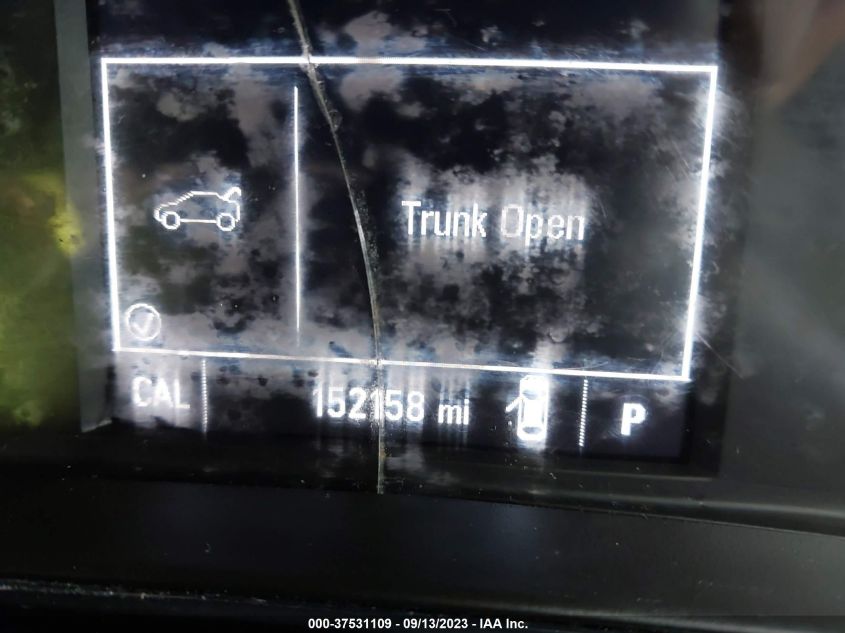 Trunk Open
CAL 152158 mi P
000-37531109 - 09/13/2023 - IAA Inc.